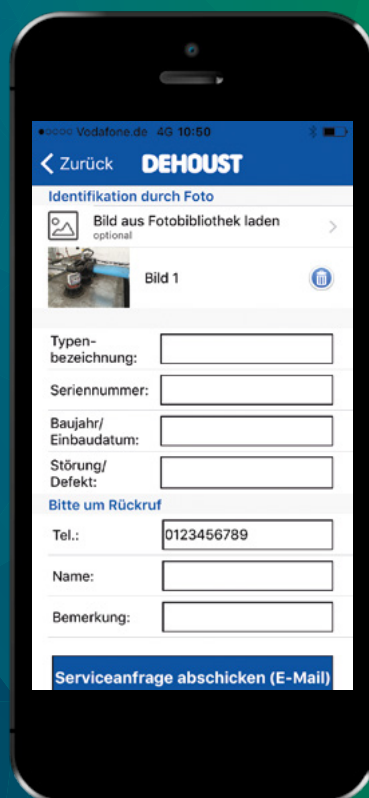 Vodafone.de 4G 10:50
Zurück DEHOUST
Identifikation durch Foto
Bild aus Fotobibliothek laden
optional
Bild 1
Typen-
bezeichnung:
Seriennummer:
Baujahr/
Einbaudatum:
Störung/
Defekt:
Bitte um Rückruf
Tel.: 0123456789
Name:
Bemerkung:
Serviceanfrage abschicken (E-Mail)